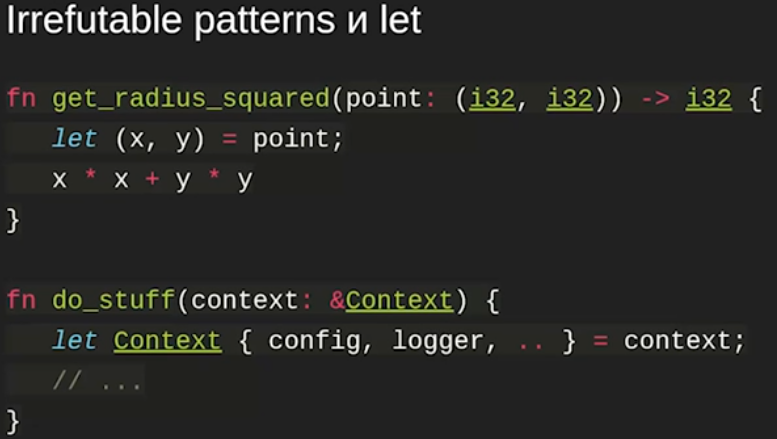 Irrefutable patterns и let
fn get_radius_squared(point: (i32, i32)) -> i32 {
    let (x, y) = point;
    x * x + y * y
}
fn do_stuff(context: &Context) {
    let Context { config, logger, .. } = context;
    // ...
}